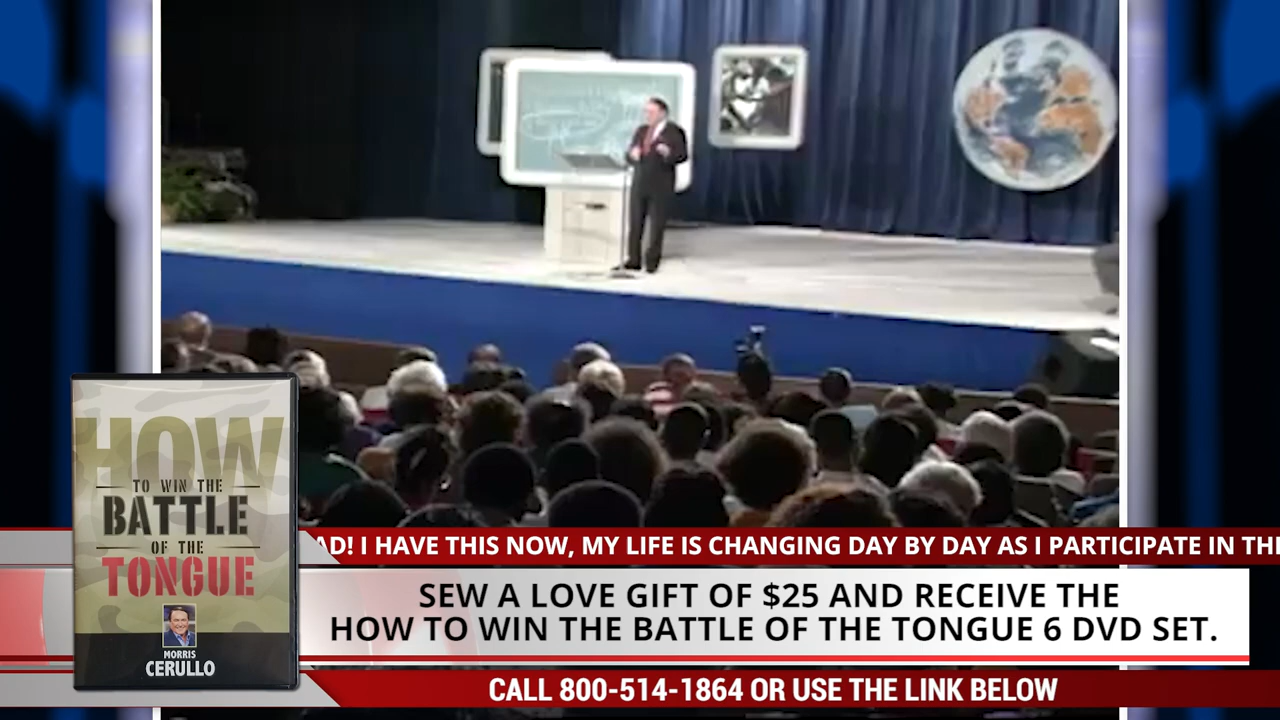 HOW
TO WIN THE
BATTLE
OF THE
TONGUE
MORRIS
CERULLO
AD! I HAVE THIS NOW, MY LIFE IS CHANGING DAY BY DAY AS I PARTICIPATE IN
SEW A LOVE GIFT OF $25 AND RECEIVE THE
HOW TO WIN THE BATTLE OF THE TONGUE 6 DVD SET.
CALL 800-514-1864 OR USE THE LINK BELOW